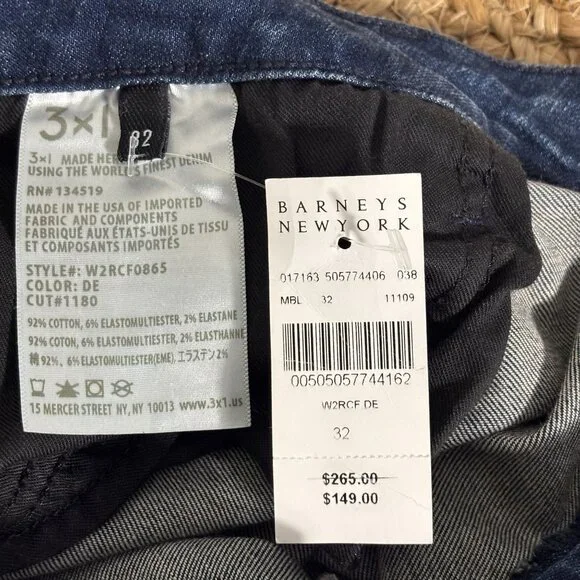 3×1
32
3×1 MADE HERE
USING THE WORLD'S FINEST DENIM
RN# 134519
MADE IN THE USA OF IMPORTED
FABRIC AND COMPONENTS
FABRIQUÉ AUX ÉTATS-UNIS DE TISSU
ET COMPOSANTS IMPORTÉS
STYLE#: W2RCF0865
COLOR: DE
CUT#1180
92% COTTON, 6% ELASTOMULTIESTER, 2% ELASTANE
92% COTON, 6% ELASTOMULTIESTER, 2% ELASTHANNE
綿 92%, 6% ELASTOMULTIESTER(EME), エラステン 2%
15 MERCER STREET NY, NY 10013 www.3x1.us
BARNEYS
NEWYORK
017163 505774406 038
MBL 32 11109
00505057744162
W2RCF DE
32
$265.00
$149.00